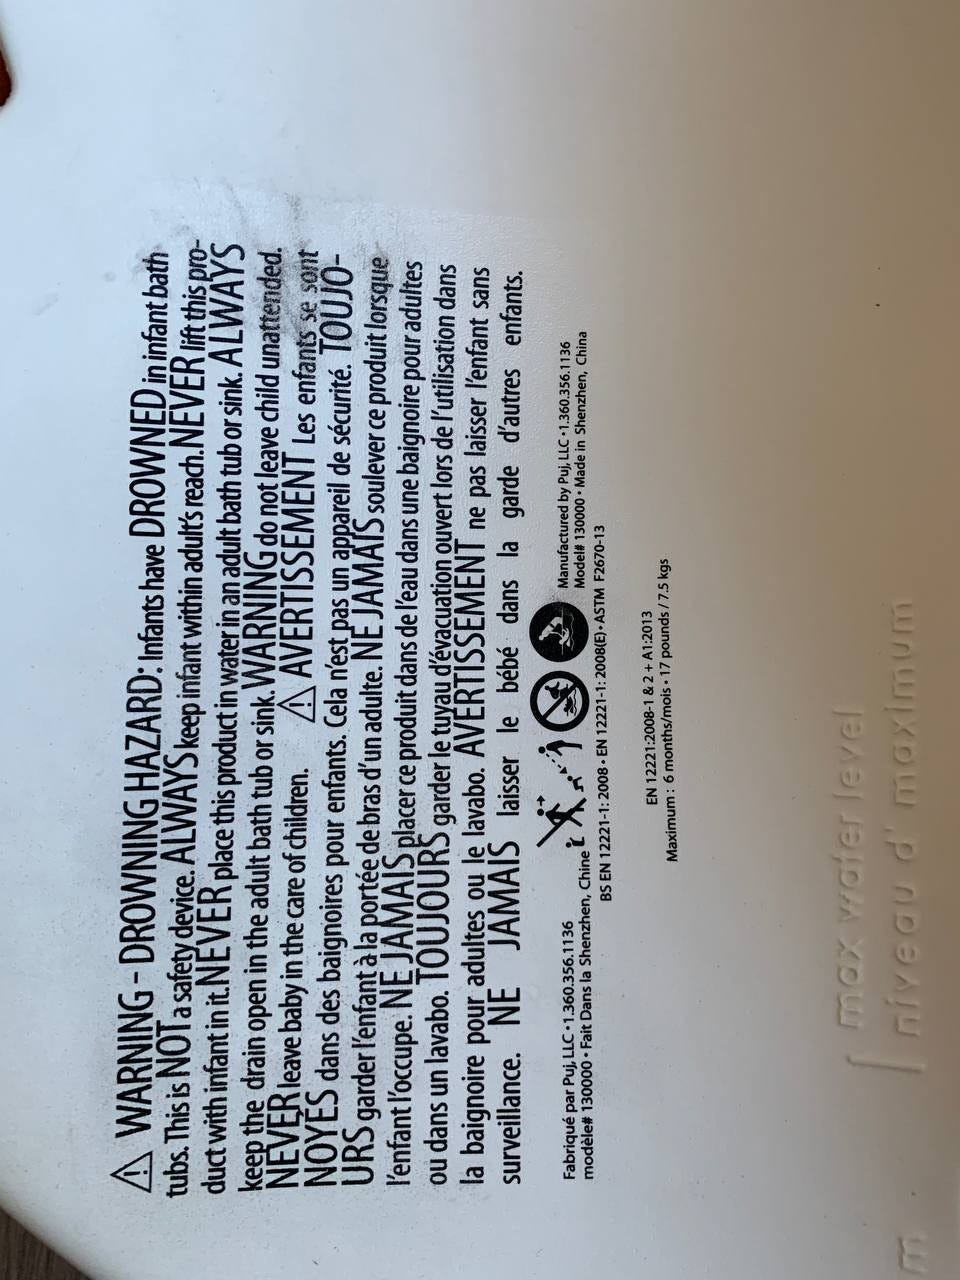 ⚠ WARNING - DROWNING HAZARD: Infants have DROWNED in infant bath
tubs. This is NOT a safety device. ALWAYS keep infant within adult's reach. NEVER lift this pro-
duct with infant in it. NEVER place this product in water in an adult bath tub or sink. ALWAYS
keep the drain open in the adult bath tub or sink. WARNING do not leave child unattended.
NEVER leave baby in the care of children. ⚠ AVERTISSEMENT Les enfants se sont
NOYÉS dans des baignoires pour enfants. Cela n'est pas un appareil de sécurité. TOUJO-
URS garder l'enfant à la portée de bras d'un adulte. NE JAMAIS soulever ce produit lorsque
l'enfant l'occupe. NE JAMAIS placer ce produit dans de l'eau dans une baignoire pour adultes
ou dans un lavabo. TOUJOURS garder le tuyau d'évacuation ouvert lors de l'utilisation dans
la baignoire pour adultes ou le lavabo. AVERTISSEMENT ne pas laisser l'enfant sans
surveillance. NE JAMAIS laisser le bébé dans la garde d'autres enfants.
Fabriqué par Puj, LLC • 1.360.356.1136
modèle# 130000 • Fait Dans la Shenzhen, Chine
Manufactured by Puj, LLC • 1.360.356.1136
Model# 130000 • Made in Shenzhen, China
BS EN 12221-1: 2008 • EN 12221-1: 2008(E) • ASTM F2670-13
EN 12221:2008-1 & 2 + A1:2013
Maximum : 6 months/mois • 17 pounds / 7.5 kgs
max water level
niveau d' maximum
m